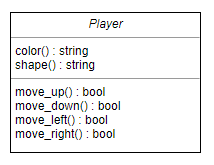 Player
color() : string
shape() : string
move_up() : bool
move_down() : bool
move_left() : bool
move_right() : bool